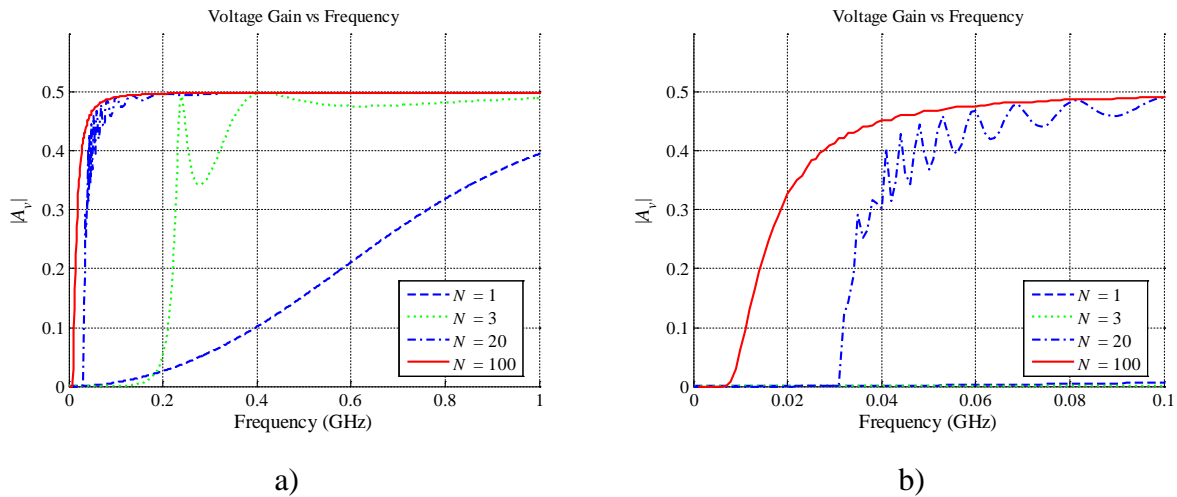 Voltage Gain vs Frequency
|Av|
0.5
0.4
0.3
0.2
0.1
0
0
0.2
0.4
0.6
0.8
1
Frequency (GHz)
N = 1
N = 3
N = 20
N = 100
a)
Voltage Gain vs Frequency
|Av|
0.5
0.4
0.3
0.2
0.1
0
0
0.02
0.04
0.06
0.08
0.1
Frequency (GHz)
N = 1
N = 3
N = 20
N = 100
b)